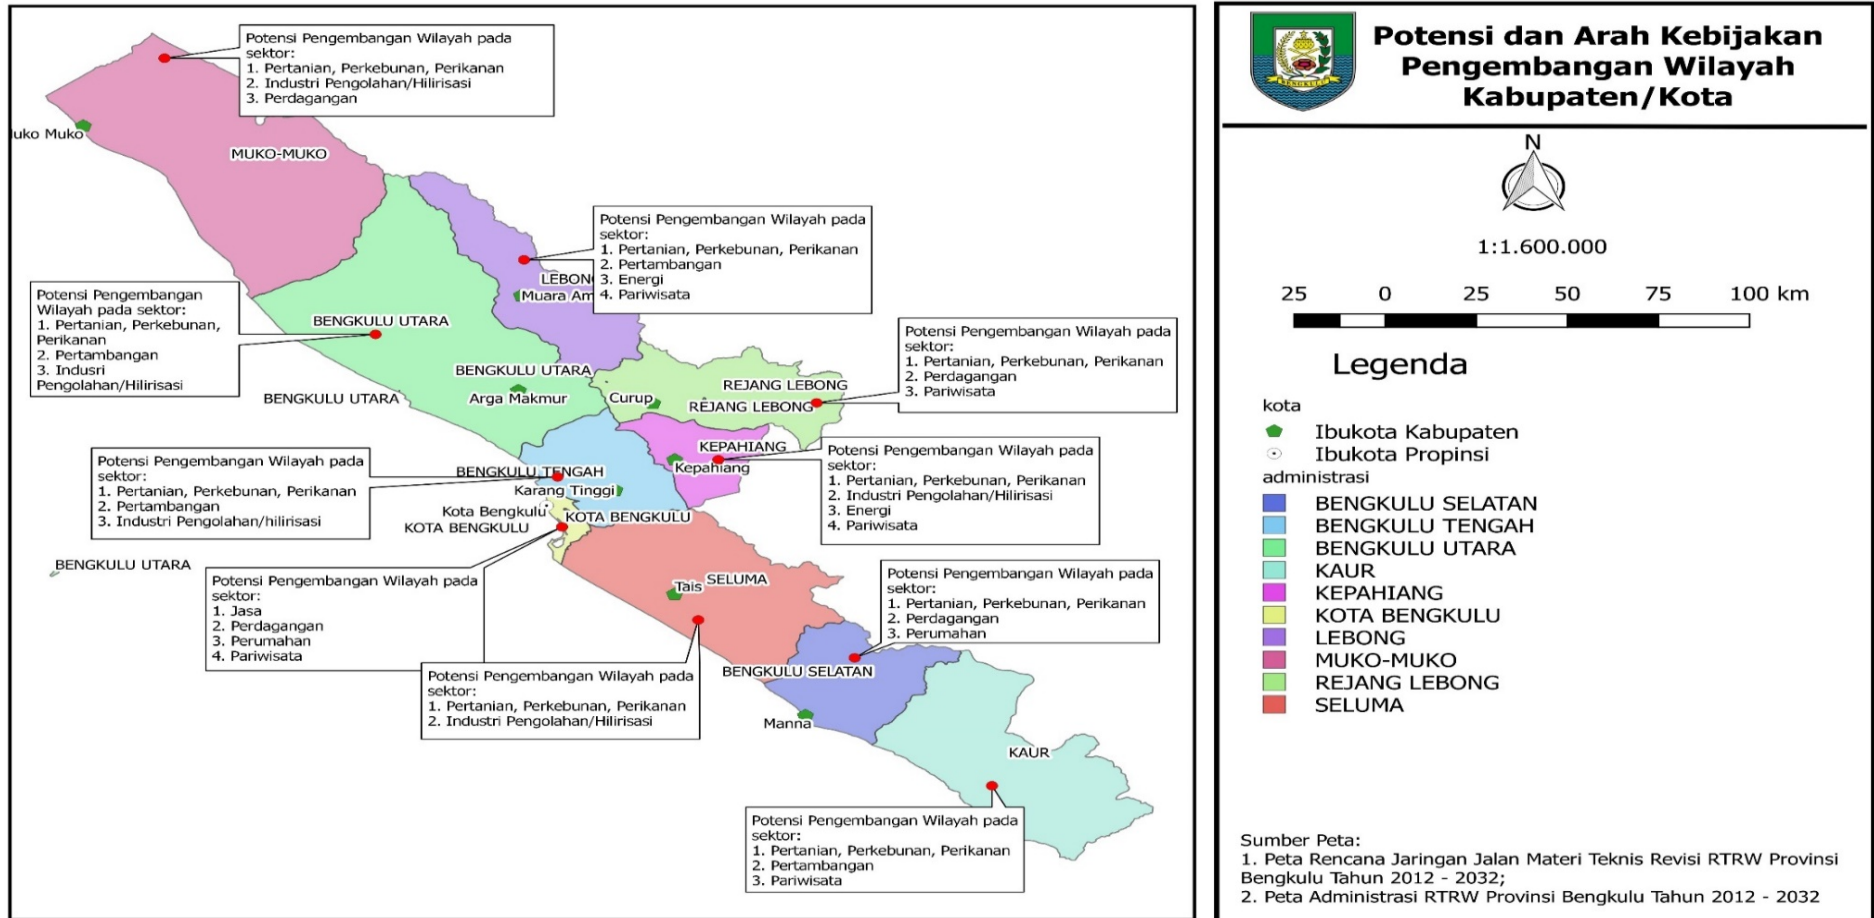 Potensi Pengembangan Wilayah pada
sektor:
1. Pertanian, Perkebunan, Perikanan
2. Industri Pengolahan/Hilirisasi
3. Perdagangan
Muko
MUKO-MUKO
Potensi Pengembangan Wilayah pada
sektor:
1. Pertanian, Perkebunan, Perikanan
2. Pertambangan
3. Energi
4. Pariwisata
LEBONG
Muara Am
Potensi Pengembangan
Wilayah pada sektor:
1. Pertanian, Perkebunan,
Perikanan
2. Pertambangan
3. Indusri
Pengolahan/Hilirisasi
BENGKULU UTARA
BENGKULU UTARA
BENGKULU UTARA
Arga Makmur
Potensi Pengembangan Wilayah pada
sektor:
1. Pertanian, Perkebunan, Perikanan
2. Perdagangan
3. Pariwisata
REJANG LEBONG
Curup
REJANG LEBONG
KEPAHIANG
Kepahiang
Potensi Pengembangan Wilayah pada
sektor:
1. Pertanian, Perkebunan, Perikanan
2. Industri Pengolahan/Hilirisasi
3. Energi
4. Pariwisata
Potensi Pengembangan Wilayah pada
sektor:
1. Pertanian, Perkebunan, Perikanan
2. Pertambangan
3. Industri Pengolahan/hilirisasi
BENGKULU TENGAH
Karang Tinggi
Kota Bengkulu
KOTA BENGKULU
KOTA BENGKULU
BENGKULU UTARA
Potensi Pengembangan Wilayah pada
sektor:
1. Jasa
2. Perdagangan
3. Perumahan
4. Pariwisata
Tais
SELUMA
Potensi Pengembangan Wilayah pada
sektor:
1. Pertanian, Perkebunan, Perikanan
2. Perdagangan
3. Perumahan
Potensi Pengembangan Wilayah pada
sektor:
1. Pertanian, Perkebunan, Perikanan
2. Industri Pengolahan/Hilirisasi
BENGKULU SELATAN
Manna
KAUR
Potensi Pengembangan Wilayah pada
sektor:
1. Pertanian, Perkebunan, Perikanan
2. Pertambangan
3. Pariwisata
BENGKULU
Potensi dan Arah Kebijakan
Pengembangan Wilayah
Kabupaten/Kota
N
1:1.600.000
25 0 25 50 75 100 km
Legenda
kota
Ibukota Kabupaten
Ibukota Propinsi
administrasi
BENGKULU SELATAN
BENGKULU TENGAH
BENGKULU UTARA
KAUR
KEPAHIANG
KOTA BENGKULU
LEBONG
MUKO-MUKO
REJANG LEBONG
SELUMA
Sumber Peta:
1. Peta Rencana Jaringan Jalan Materi Teknis Revisi RTRW Provinsi
Bengkulu Tahun 2012 - 2032;
2. Peta Administrasi RTRW Provinsi Bengkulu Tahun 2012 - 2032